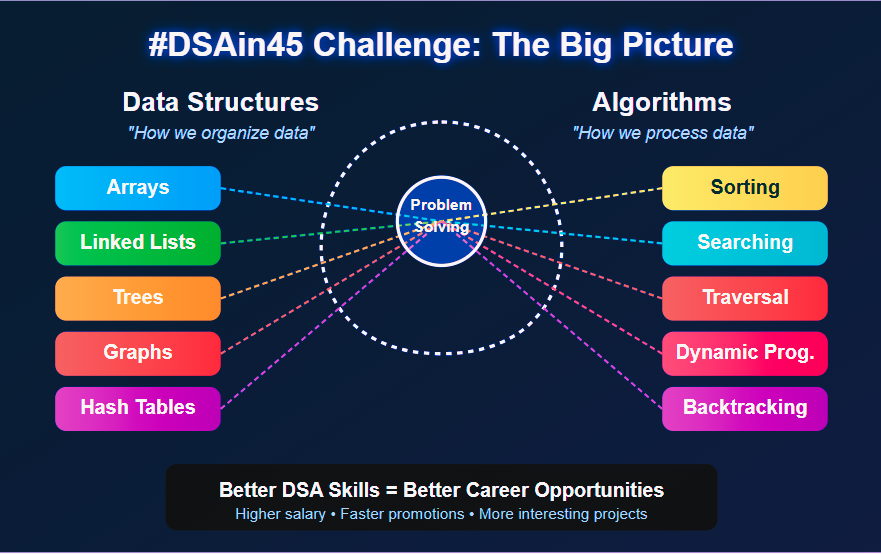 #DSAin45 Challenge: The Big Picture
Data Structures
"How we organize data"
Arrays
Linked Lists
Trees
Graphs
Hash Tables
Problem
Solving
Algorithms
"How we process data"
Sorting
Searching
Traversal
Dynamic Prog.
Backtracking
Better DSA Skills = Better Career Opportunities
Higher salary • Faster promotions • More interesting projects